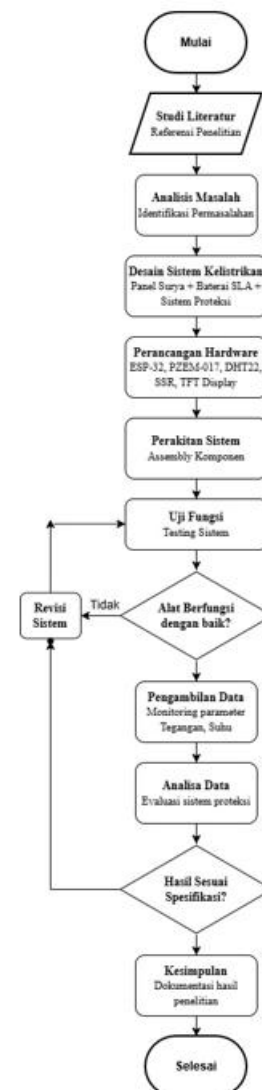 Mulai
Studi Literatur
Referensi Penelitian
Analisis Masalah
Identifikasi Permasalahan
Desain Sistem Kelistrikan
Panel Surya + Baterai SLA +
Sistem Proteksi
Perancangan Hardware
ESP-32, PZEM-017, DHT22,
SSR, TFT Display
Perakitan Sistem
Assembly Komponen
Uji Fungsi
Testing Sistem
Revisi
Sistem
Tidak
Alat Berfungsi
dengan baik?
Pengambilan Data
Monitoring parameter
Tegangan, Suhu
Analisa Data
Evaluasi sistem proteksi
Hasil Sesuai
Spesifikasi?
Kesimpulan
Dokumentasi hasil
penelitian
Selesai